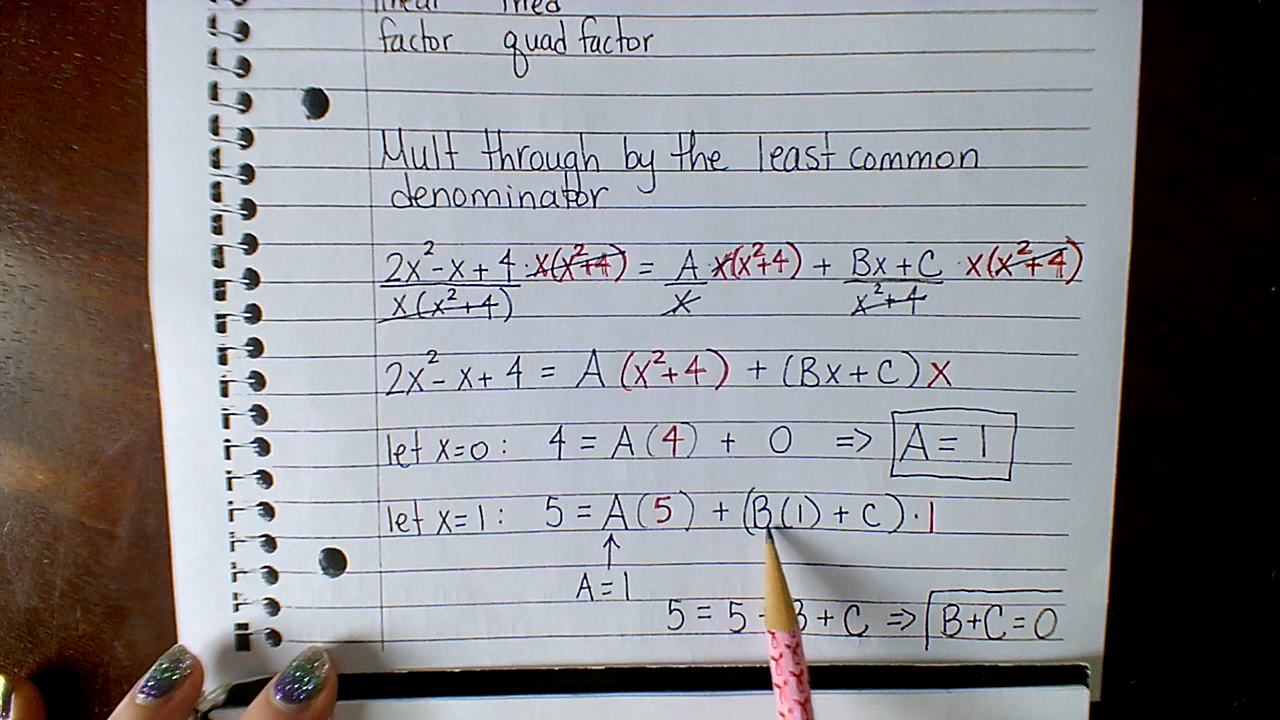 factor quad factor
Mult through by the least common
denominator
2x²-x+4/x(x²+4) · x(x²+4) = A/x · x(x²+4) + Bx+C/x²+4 · x(x²+4)
2x²-x+4 = A(x²+4) + (Bx+C)x
let x=0: 4 = A(4) + 0 => A=1
let x=1: 5 = A(5) + (B(1)+C)·1
↑
A=1
5 = 5 B+C => B+C=0